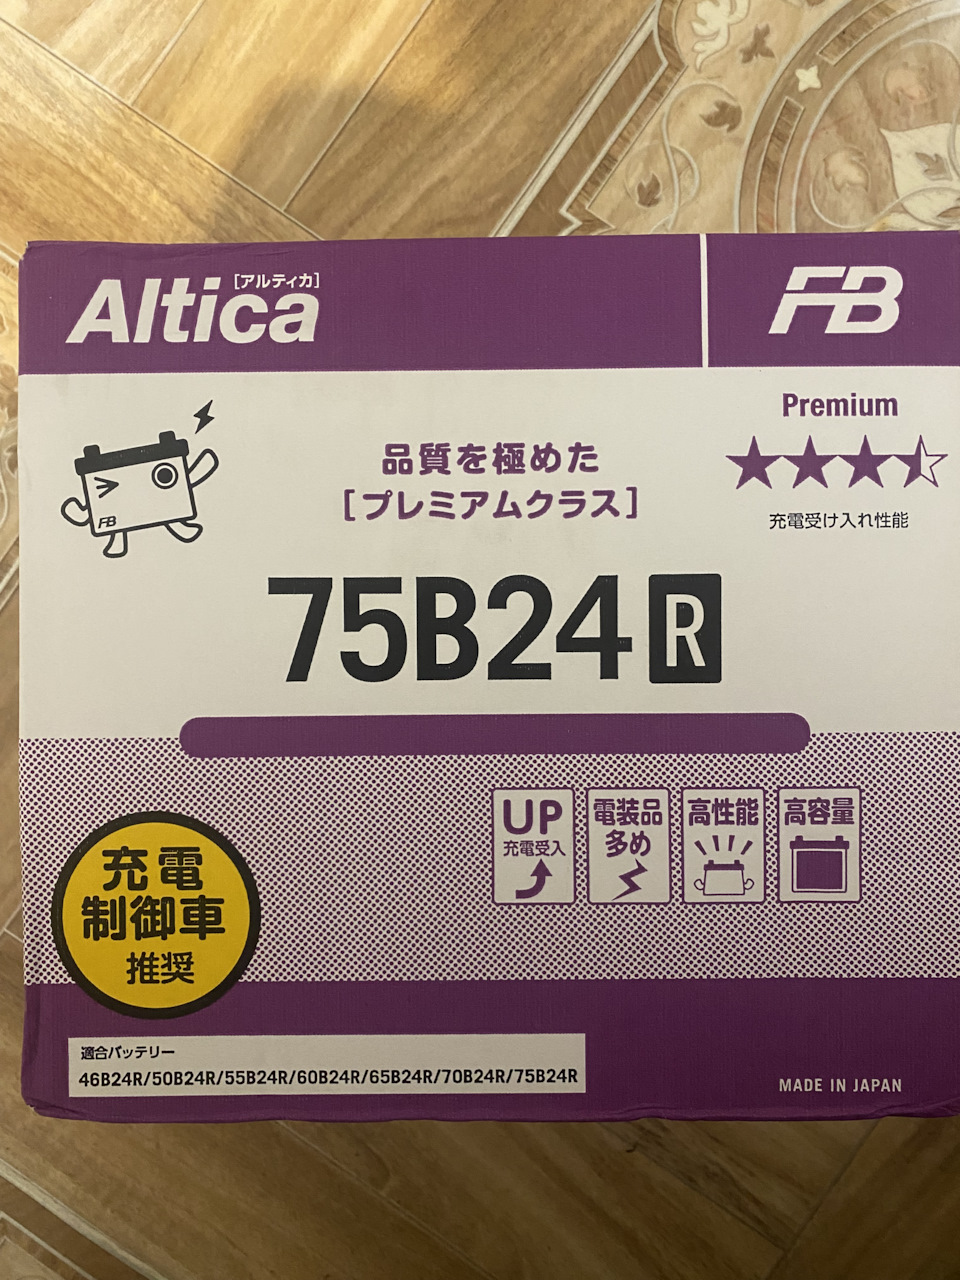 Altica
[アルティカ]
FB
Premium
充電受け入れ性能
FB
品質を極めた
[プレミアムクラス]
75B24 R
UP
充電受入
電装品
多め
高性能
高容量
充電
制御車
推奨
適合バッテリー
46B24R/50B24R/55B24R/60B24R/65B24R/70B24R/75B24R
MADE IN JAPAN